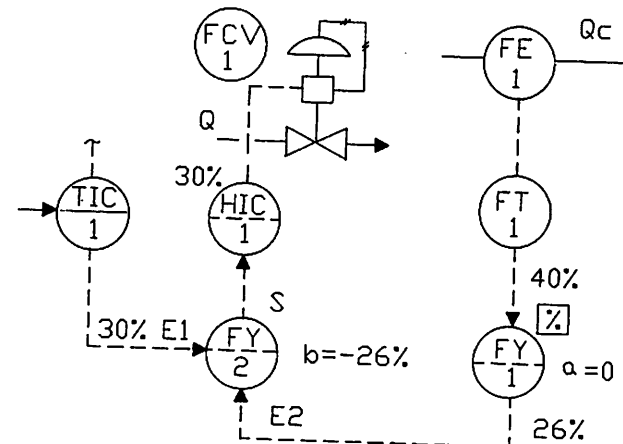 FCV
1
FE
1
Qc
Q
30%
TIC
1
HIC
1
FT
1
S
40%
%
30% E1
FY
2
b=-26%
FY
1
a=0
E2
26%